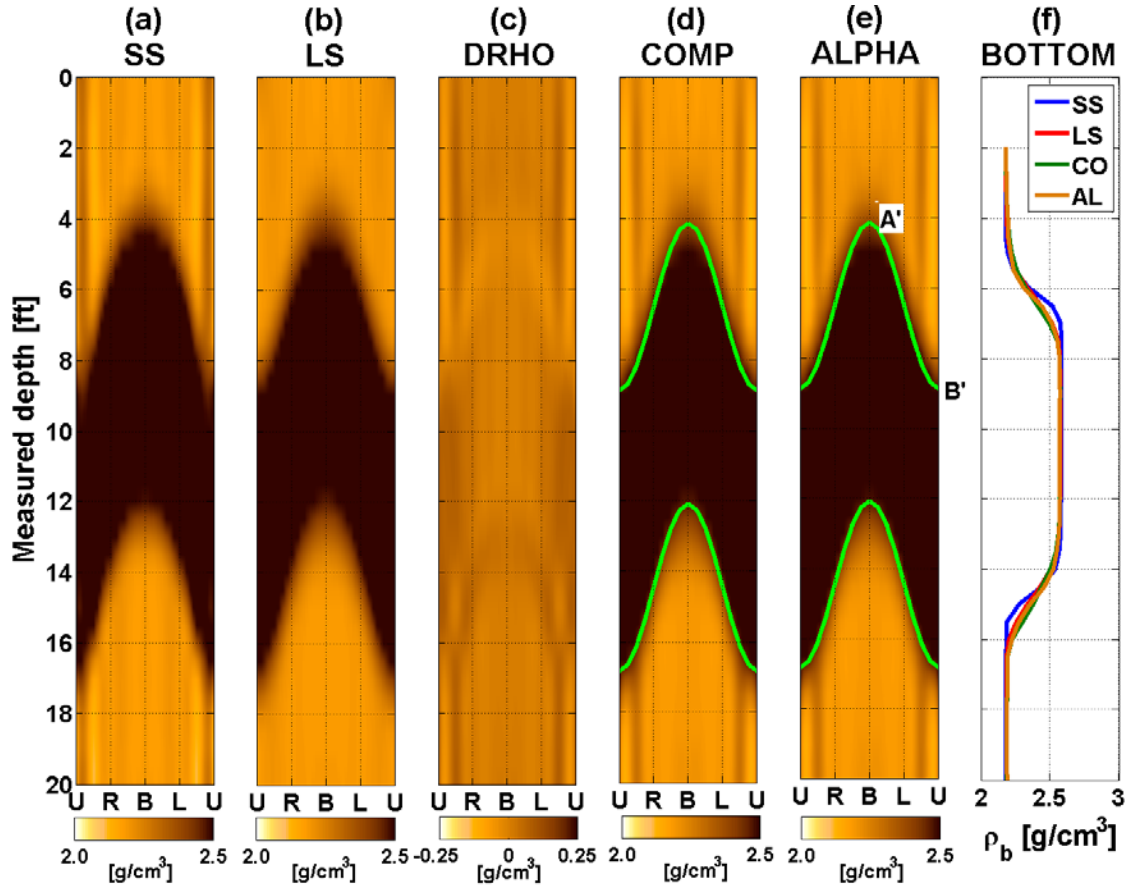 (a) (b) (c) (d) (e) (f)
SS LS DRHO COMP ALPHA BOTTOM
0
2
4
6
8
10
12
14
16
18
20
Measured depth [ft]
A'
B'
SS
LS
CO
AL
U R B L U U R B L U U R B L U U R B L U U R B L U 2 2.5 3
2.0 2.5 2.0 2.5 -0.25 0 0.25 2.0 2.5 2.0 2.5
[g/cm³] [g/cm³] [g/cm³] [g/cm³] [g/cm³]
ρb [g/cm³]